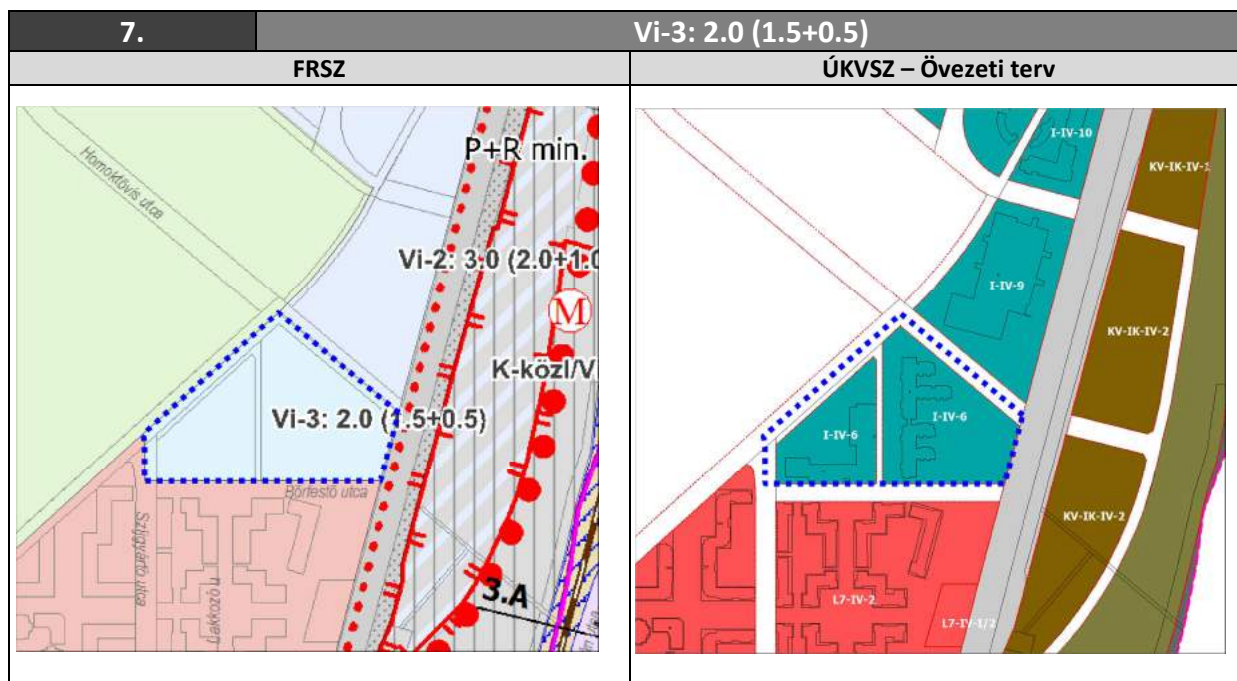 7. Vi-3: 2.0 (1.5+0.5)
FRSZ ÚKVSZ – Övezeti terv
Homoktövis utca
P+R min.
Vi-2: 3.0 (2.0+1.0
M
K-közl/V
Vi-3: 2.0 (1.5+0.5)
Bőrfestő utca
Szíjgyártó utca
Lakkozó u
3.A
I-IV-10
KV-IK-IV-1
I-IV-9
KV-IK-IV-2
I-IV-6
I-IV-6
KV-IK-IV-2
L7-IV-2
L7-IV-1/2